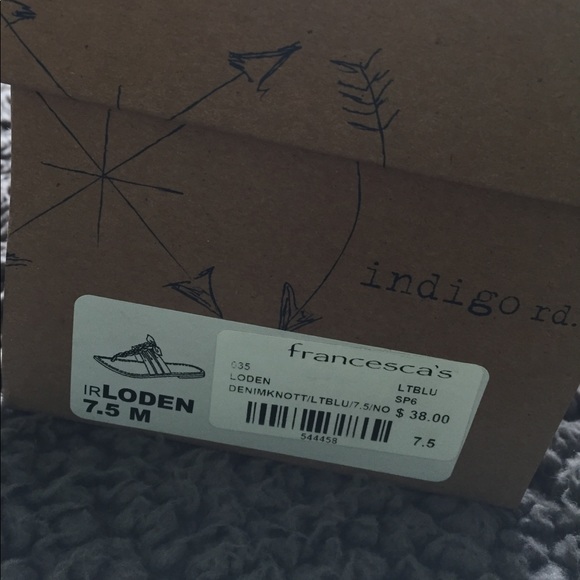 indigo rd.
IRLODEN
7.5 M
francesca's
035
LTBLU
LODEN
SP6
DENIMKNOTT/LTBLU/7.5/NO
$ 38.00
544458
7.5